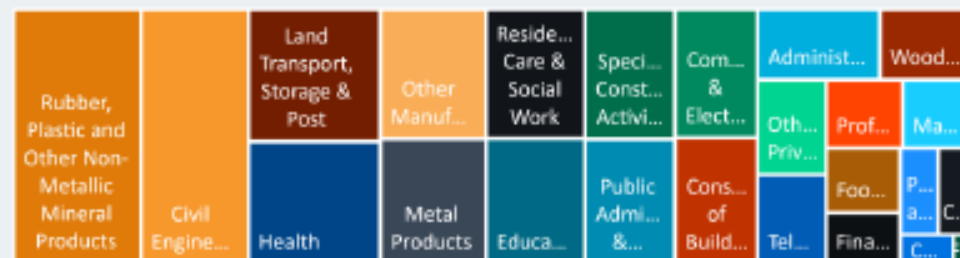 Rubber,
Plastic and
Other Non-
Metallic
Mineral
Products
Civil
Engine...
Land
Transport,
Storage &
Post
Health
Other
Manuf...
Metal
Products
Reside...
Care &
Social
Work
Educa...
Speci...
Const...
Activi...
Public
Admi...
&...
Com...
&
Elect...
Cons...
of
Build...
Administ...
Wood...
Oth...
Priv...
Prof...
Ma...
Tel...
Foo...
Fina...
P...
a...
C...
C...